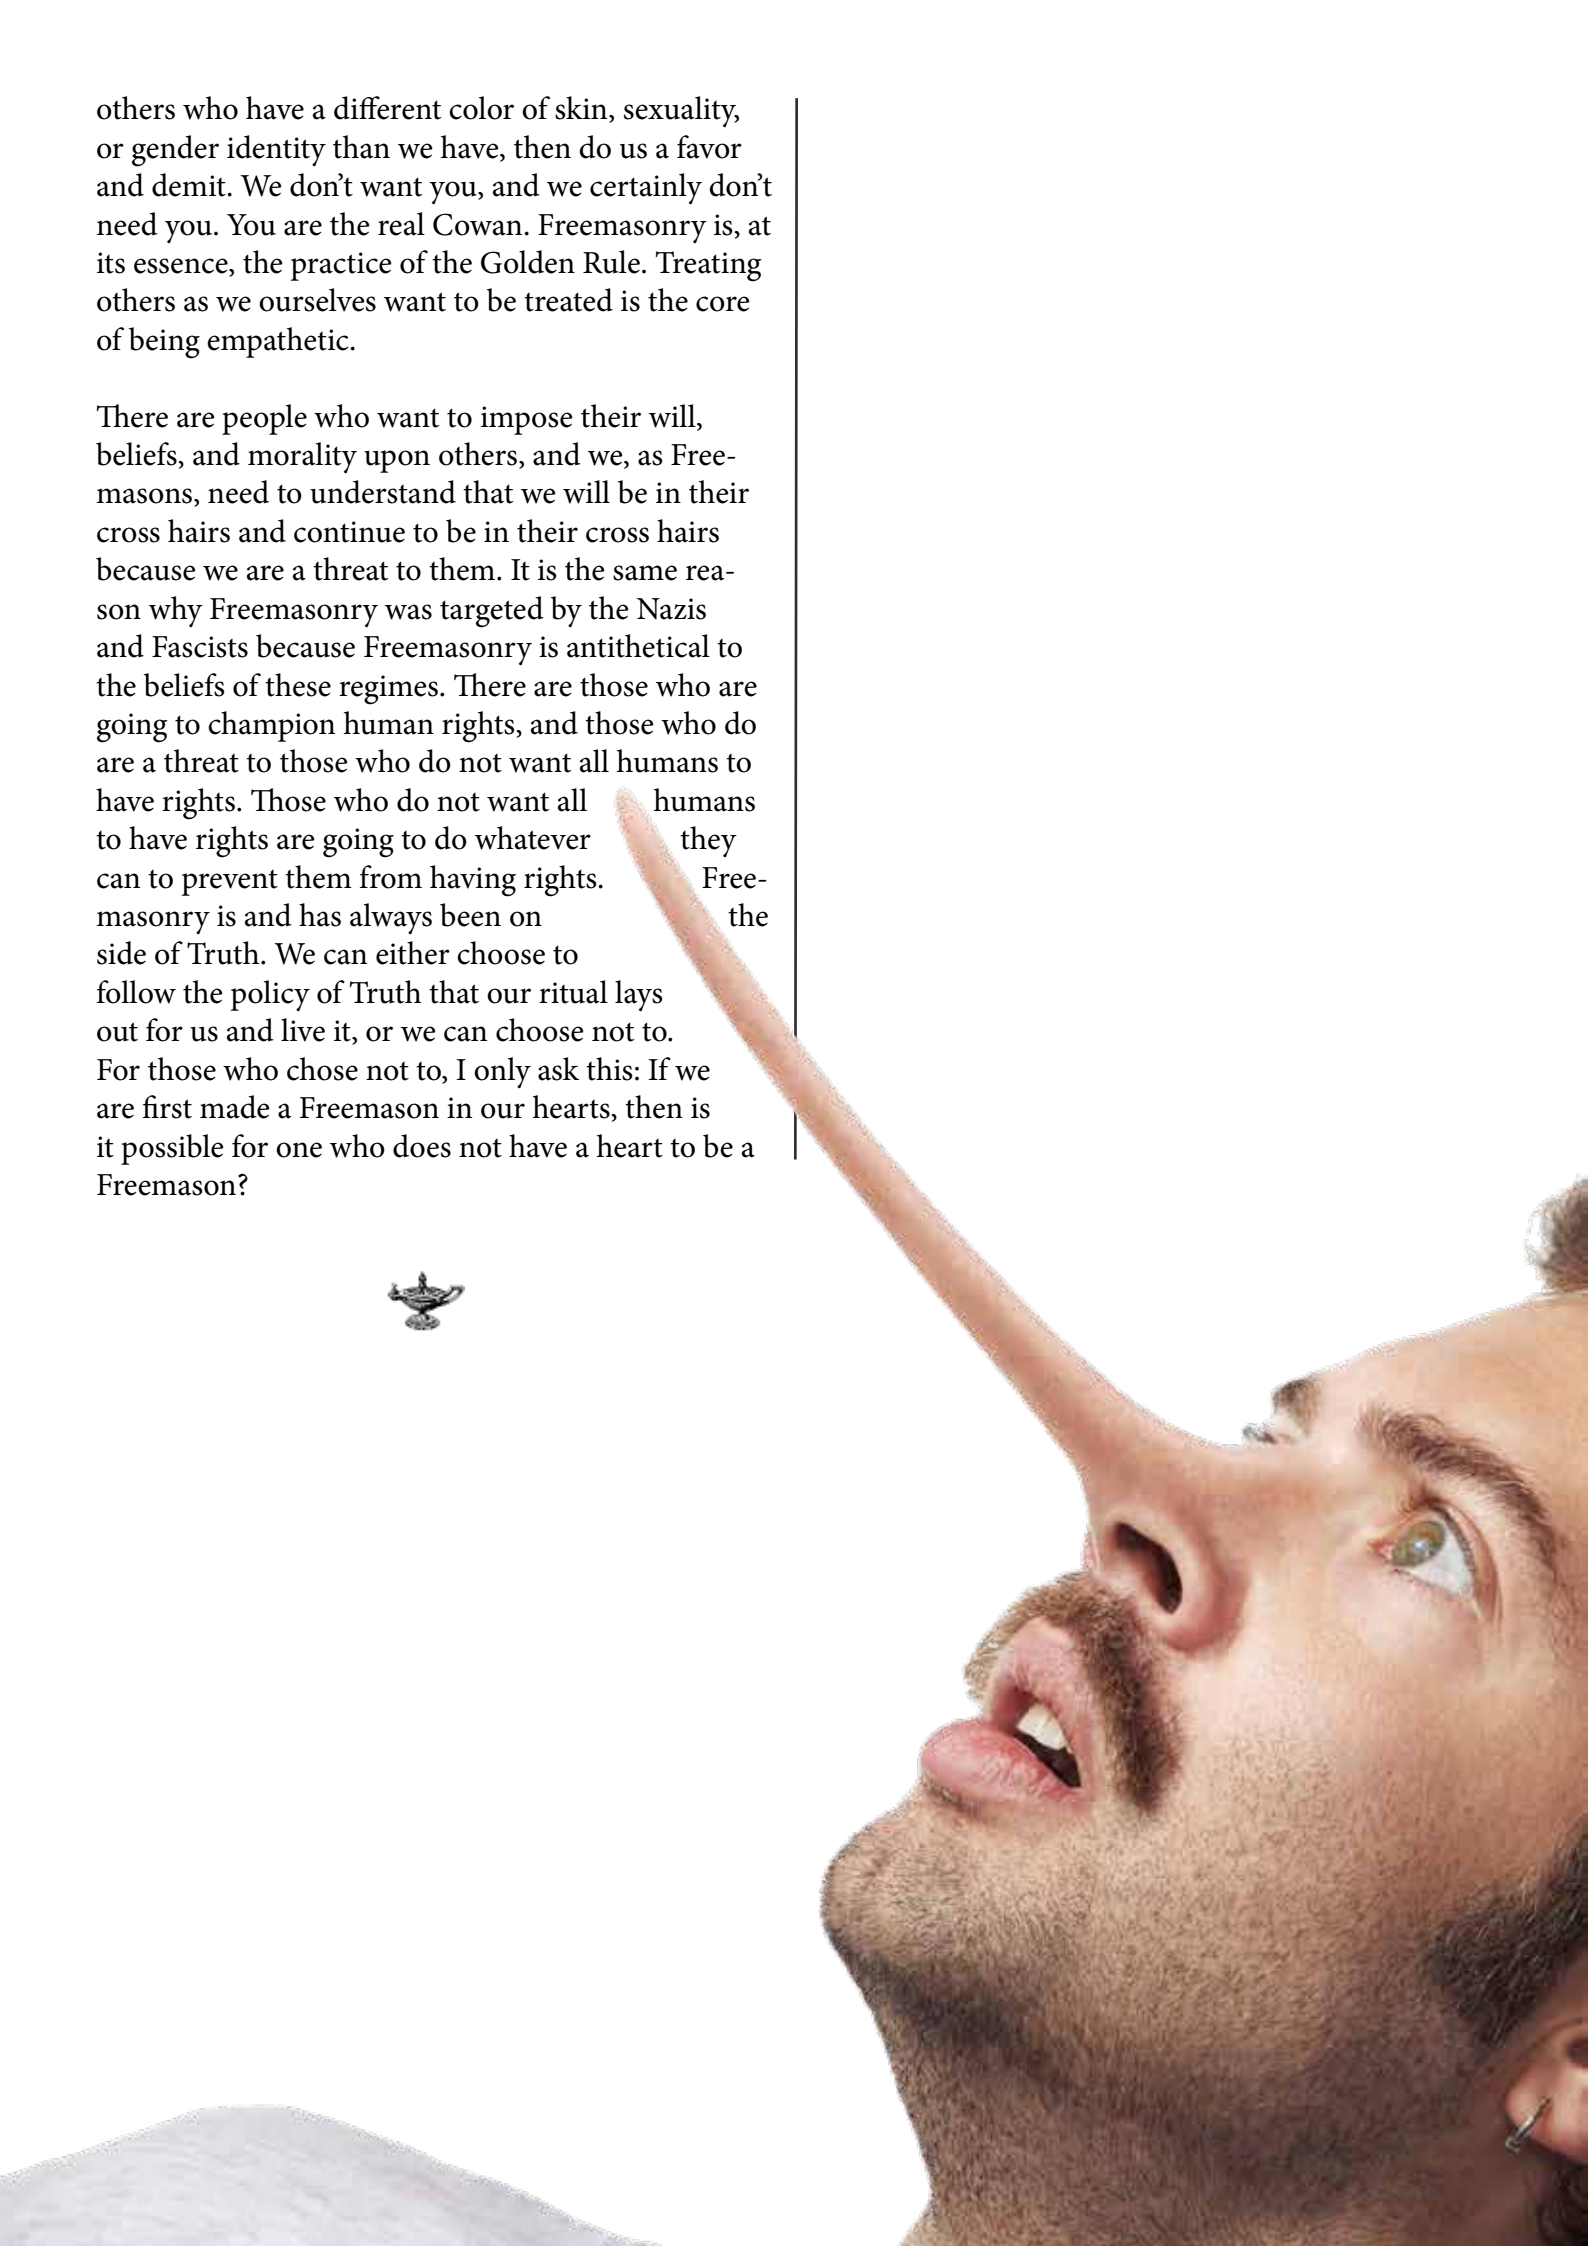 others who have a different color of skin, sexuality,
or gender identity than we have, then do us a favor
and demit. We don’t want you, and we certainly don’t
need you. You are the real Cowan. Freemasonry is, at
its essence, the practice of the Golden Rule. Treating
others as we ourselves want to be treated is the core
of being empathetic.
There are people who want to impose their will,
beliefs, and morality upon others, and we, as Free-
masons, need to understand that we will be in their
cross hairs and continue to be in their cross hairs
because we are a threat to them. It is the same rea-
son why Freemasonry was targeted by the Nazis
and Fascists because Freemasonry is antithetical to
the beliefs of these regimes. There are those who are
going to champion human rights, and those who do
are a threat to those who do not want all humans to
have rights. Those who do not want all humans
to have rights are going to do whatever they
can to prevent them from having rights. Free-
masonry is and has always been on the
side of Truth. We can either choose to
follow the policy of Truth that our ritual lays
out for us and live it, or we can choose not to.
For those who chose not to, I only ask this: If we
are first made a Freemason in our hearts, then is
it possible for one who does not have a heart to be a
Freemason?